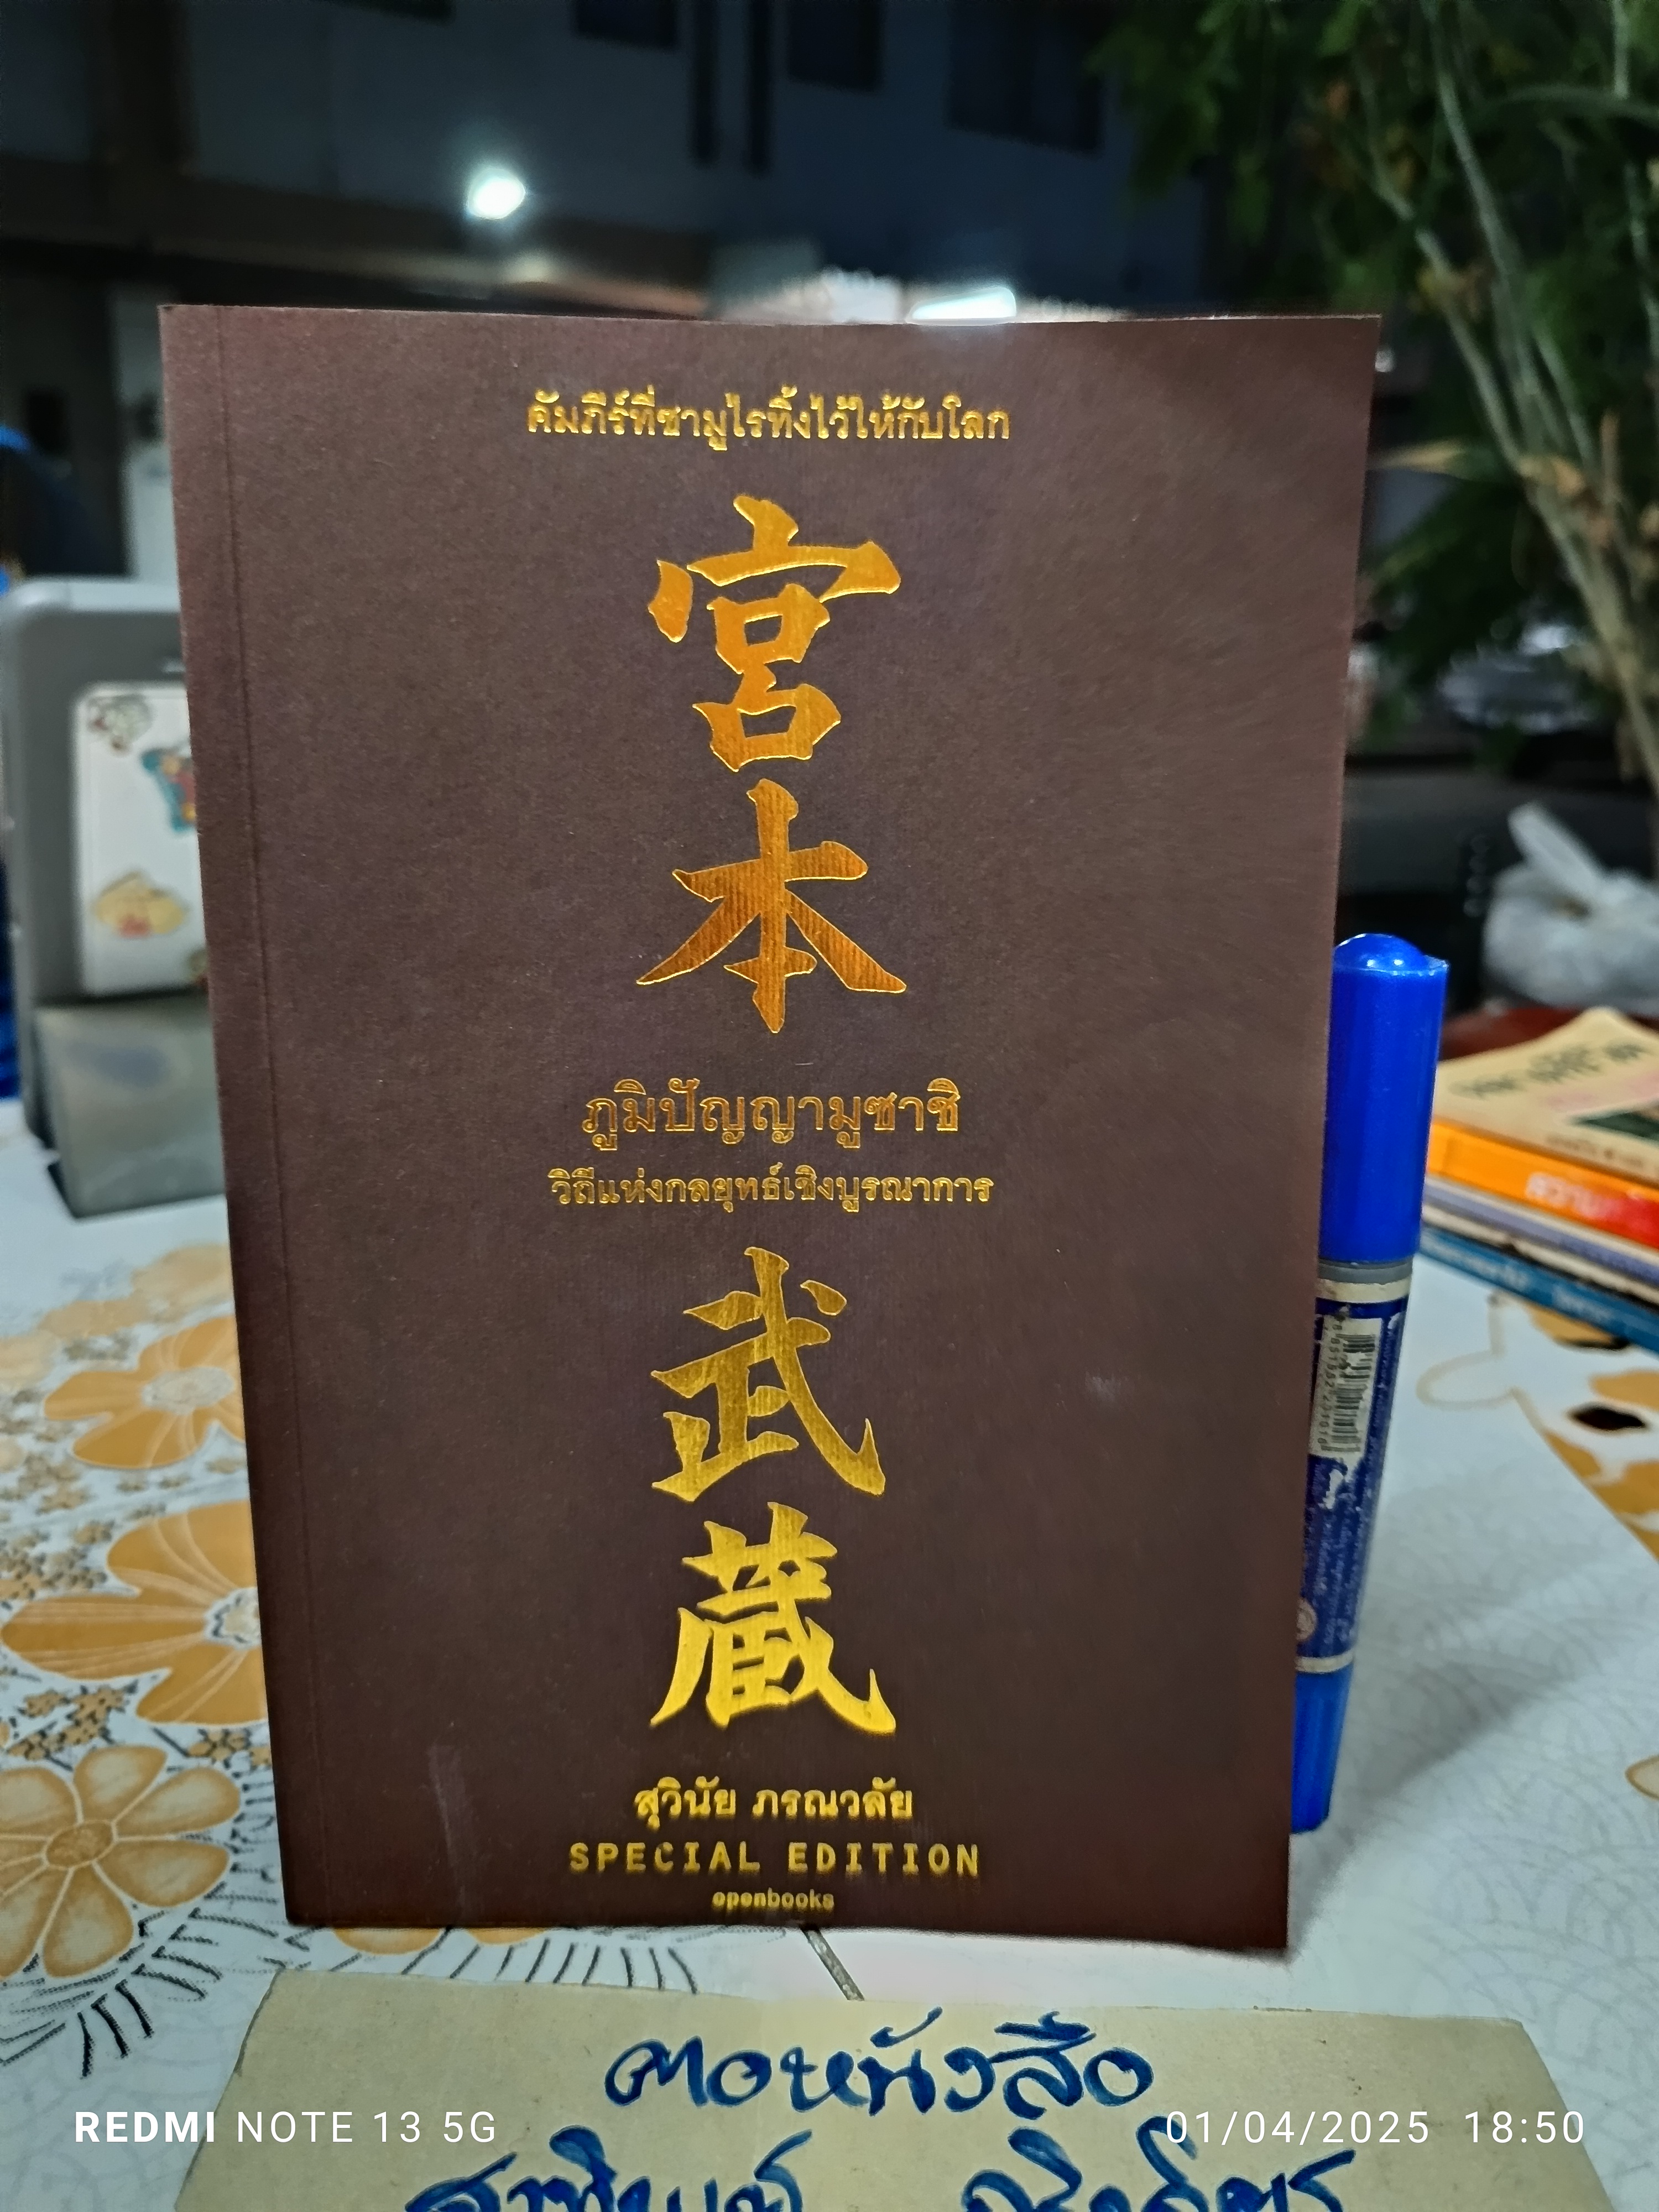 คัมภีร์ที่ซามูไรทิ้งไว้ให้กับโลก
宮
本
ภูมิปัญญามูซาชิ
วิถีแห่งกลยุทธ์เชิงบูรณาการ
武
蔵
สุวินัย ภรณวลัย
SPECIAL EDITION
openbooks
ตอหนังสือ
REDMI NOTE 13 5G
01/04/2025 18:50